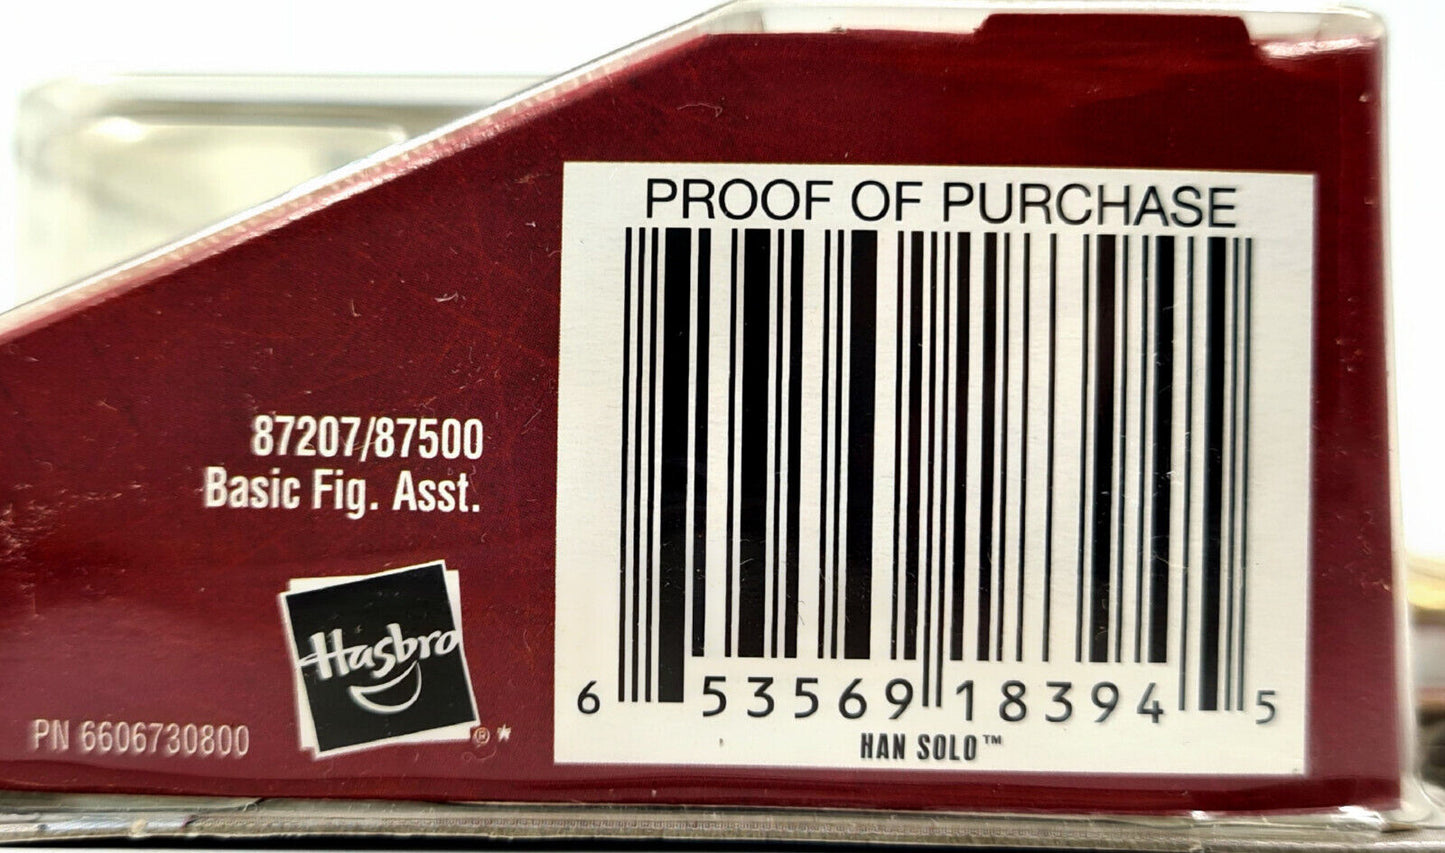 PROOF OF PURCHASE
87207/87500
Basic Fig. Asst.
Hasbro
® *
PN 6606730800
6 53569 18394 5
HAN SOLO™